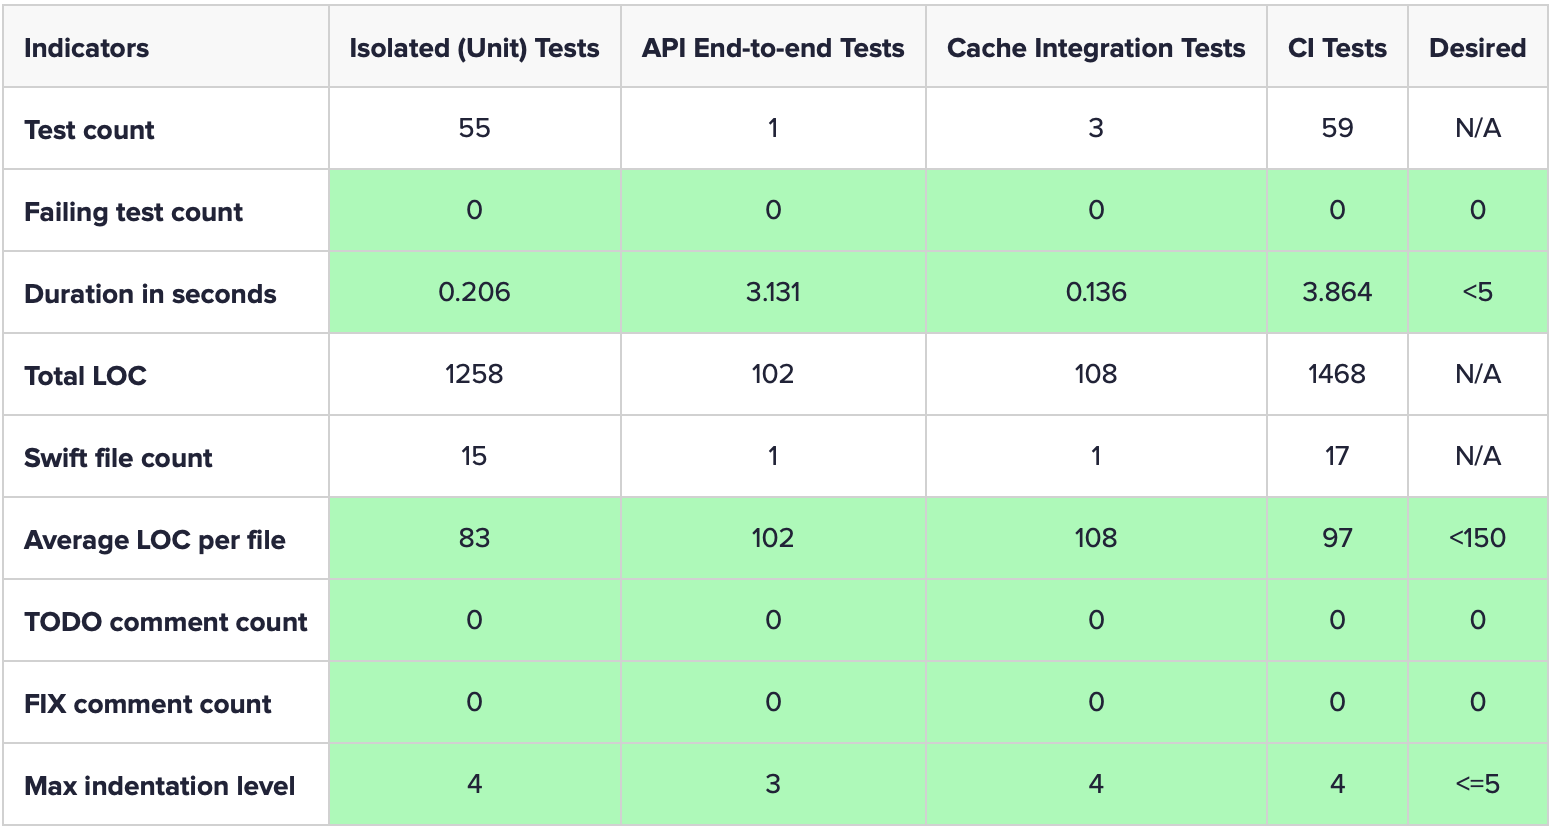 Indicators Isolated (Unit) Tests API End-to-end Tests Cache Integration Tests CI Tests Desired
Test count 55 1 3 59 N/A
Failing test count 0 0 0 0 0
Duration in seconds 0.206 3.131 0.136 3.864 <5
Total LOC 1258 102 108 1468 N/A
Swift file count 15 1 1 17 N/A
Average LOC per file 83 102 108 97 <150
TODO comment count 0 0 0 0 0
FIX comment count 0 0 0 0 0
Max indentation level 4 3 4 4 <=5